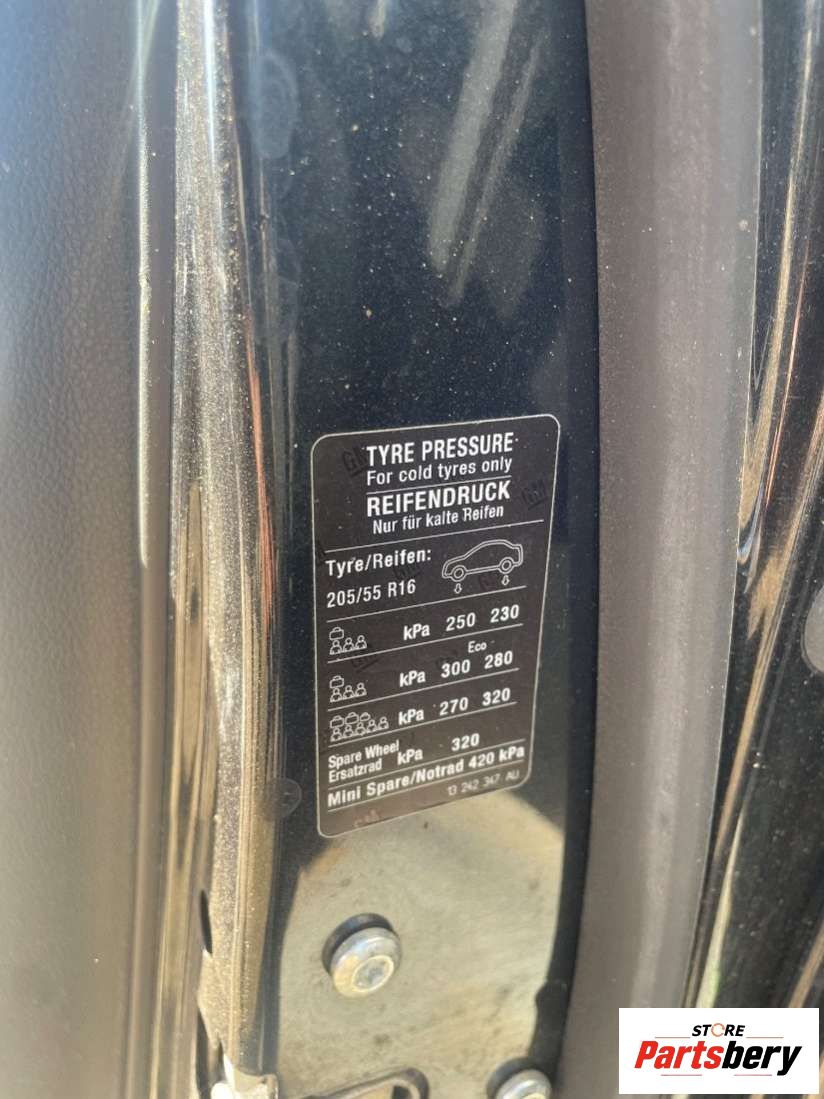 TYRE PRESSURE
For cold tyres only
REIFENDRUCK
Nur für kalte Reifen
Tyre/Reifen:
205/55 R16
kPa 250 230
Eco
kPa 300 280
kPa 270 320
Spare Wheel
Ersatzrad kPa 320
Mini Spare/Notrad 420 kPa
13 242 347 AU
STORE
Partsbery